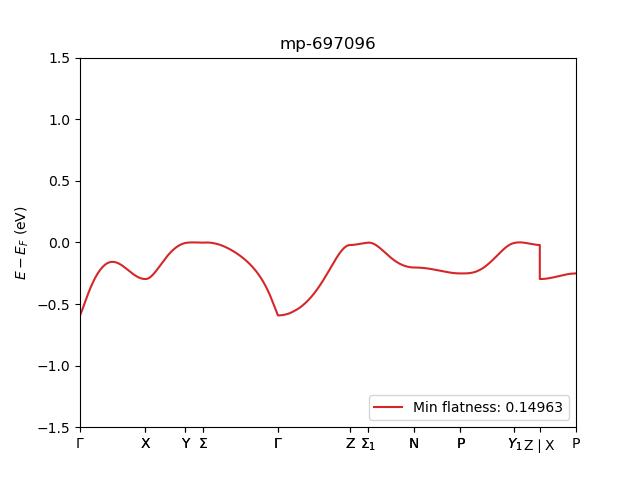 mp-697096
1.5
1.0
0.5
0.0
−0.5
−1.0
−1.5
E − E_F (eV)
Min flatness: 0.14963
Γ X Y Σ Γ Z Σ₁ N P Y₁ Z | X P